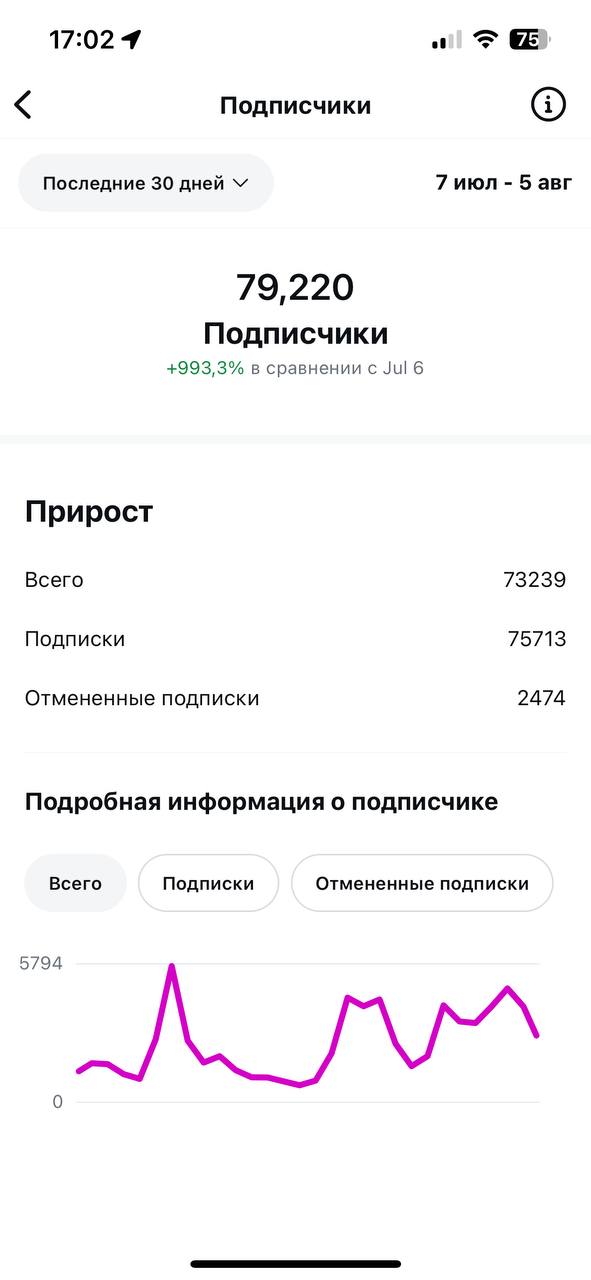 17:02
75
Подписчики
Последние 30 дней
7 июл - 5 авг
79,220
Подписчики
+993,3% в сравнении с Jul 6
Прирост
Всего 73239
Подписки 75713
Отмененные подписки 2474
Подробная информация о подписчике
Всего Подписки Отмененные подписки
5794
0